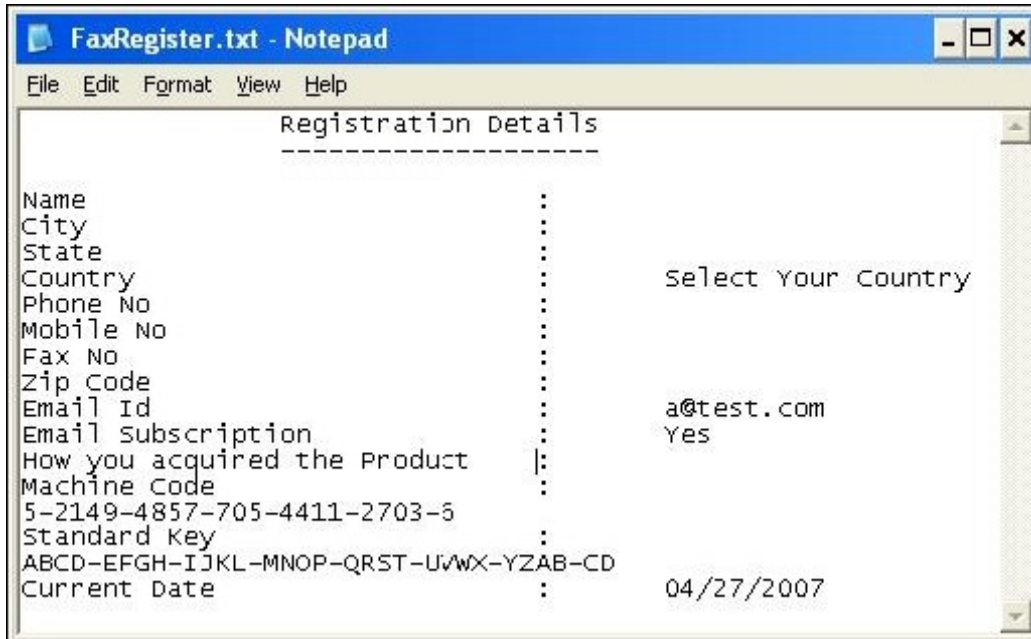 FaxRegister.txt - Notepad
File Edit Format View Help
Registration Details
--------------------
Name :
City :
State :
Country : Select Your Country
Phone No :
Mobile No :
Fax No :
Zip Code :
Email Id : a@test.com
Email Subscription : Yes
How you acquired the Product :
Machine Code :
5-2149-4857-705-4411-2703-6
Standard Key :
ABCD-EFGH-IJKL-MNOP-QRST-UVWX-YZAB-CD
Current Date : 04/27/2007